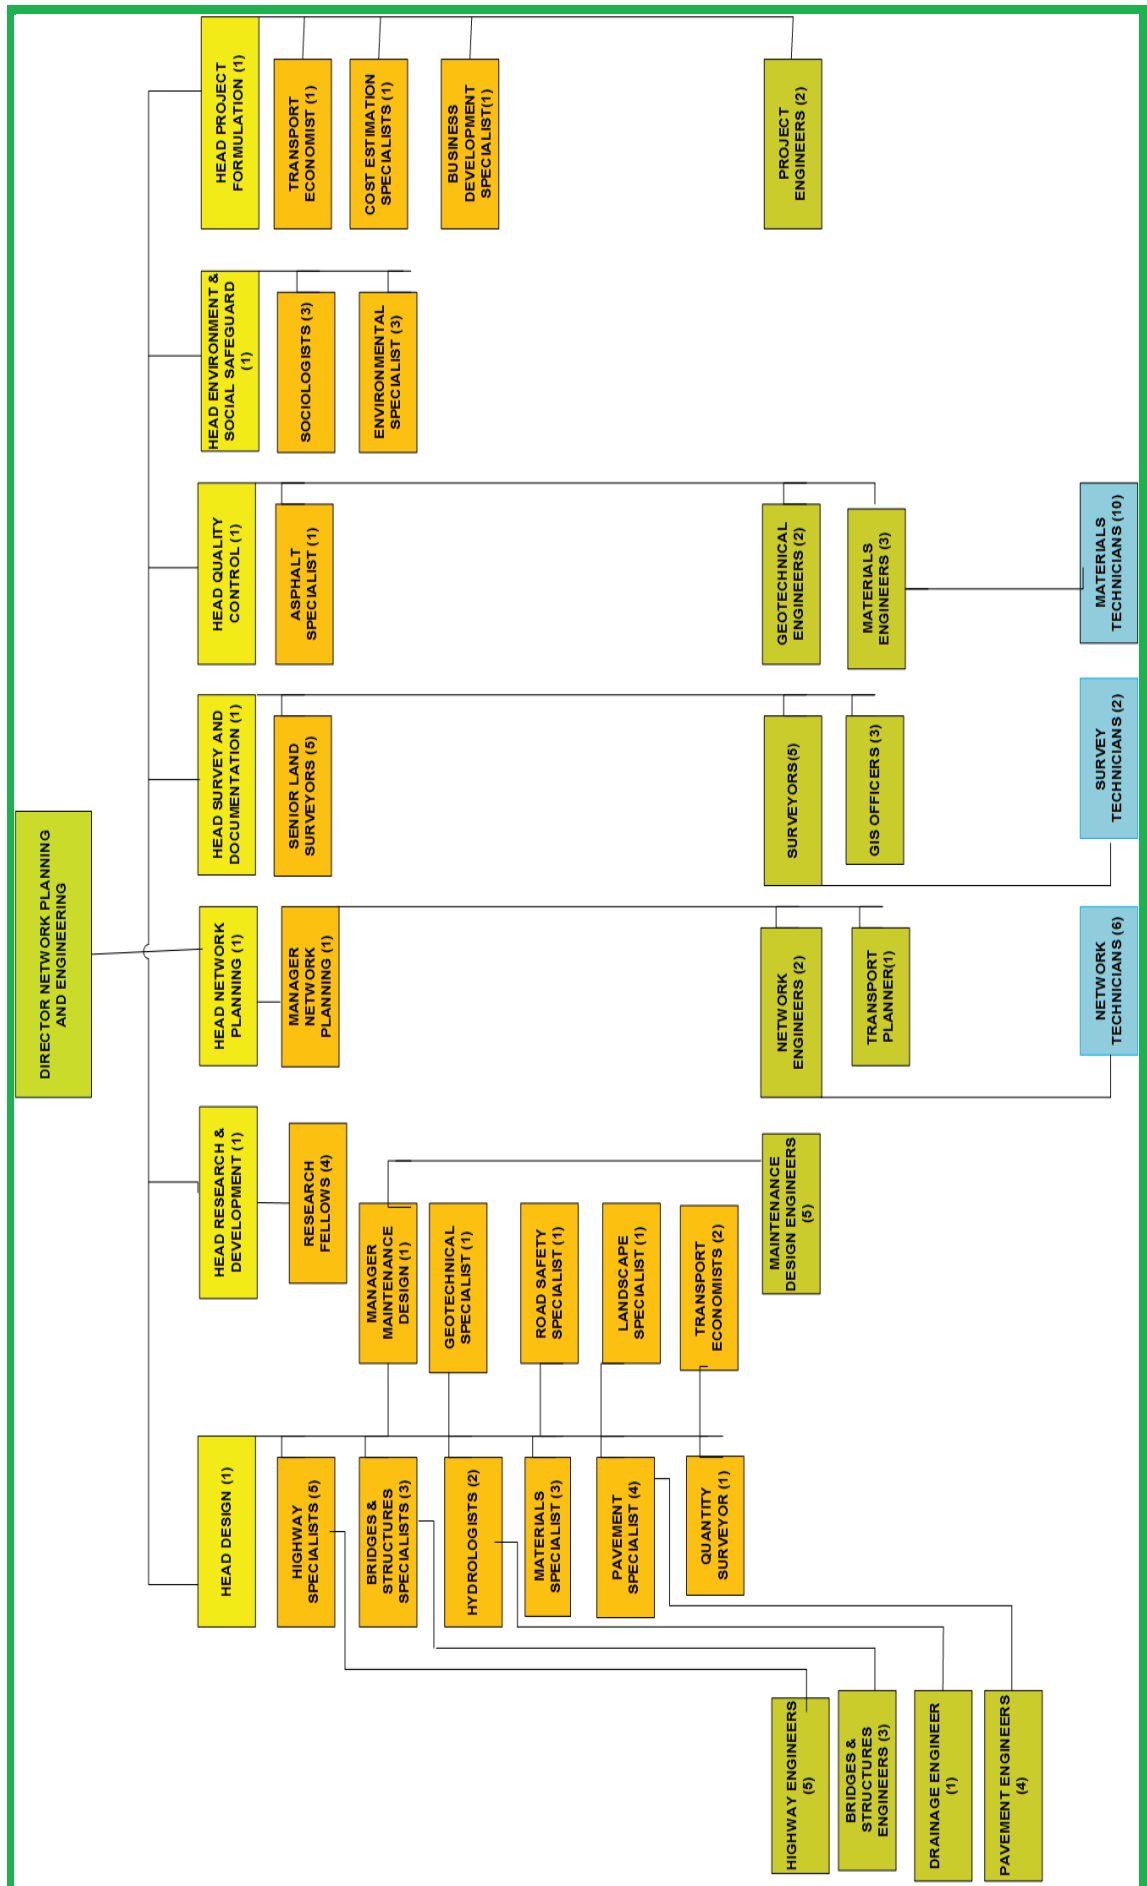 DIRECTOR NETWORK PLANNING
AND ENGINEERING
HEAD DESIGN (1)
HEAD RESEARCH &
DEVELOPMENT (1)
HEAD NETWORK
PLANNING (1)
HEAD SURVEY AND
DOCUMENTATION (1)
HEAD QUALITY
CONTROL (1)
HEAD ENVIRONMENT &
SOCIAL SAFEGUARD
(1)
HEAD PROJECT
FORMULATION (1)
HIGHWAY
SPECIALISTS (5)
BRIDGES &
STRUCTURES
SPECIALISTS (3)
HYDROLOGISTS (2)
MATERIALS
SPECIALIST (3)
PAVEMENT
SPECIALIST (4)
QUANTITY
SURVEYOR (1)
MANAGER
MAINTENANCE
DESIGN (1)
GEOTECHNICAL
SPECIALIST (1)
ROAD SAFETY
SPECIALIST (1)
LANDSCAPE
SPECIALIST (1)
TRANSPORT
ECONOMISTS (2)
RESEARCH
FELLOWS (4)
MANAGER
NETWORK
PLANNING (1)
SENIOR LAND
SURVEYORS (5)
ASPHALT
SPECIALIST (1)
SOCIOLOGISTS (3)
ENVIRONMENTAL
SPECIALIST (3)
TRANSPORT
ECONOMIST (1)
COST ESTIMATION
SPECIALISTS (1)
BUSINESS
DEVELOPMENT
SPECIALIST(1)
HIGHWAY ENGINEERS
(5)
BRIDGES &
STRUCTURES
ENGINEERS (3)
DRAINAGE ENGINEER
(1)
PAVEMENT ENGINEERS
(4)
MAINTENANCE
DESIGN ENGINEERS
(5)
NETWORK
ENGINEERS (2)
TRANSPORT
PLANNER(1)
SURVEYORS(5)
GIS OFFICERS (3)
GEOTECHNICAL
ENGINEERS (2)
MATERIALS
ENGINEERS (3)
PROJECT
ENGINEERS (2)
NETWORK
TECHNICIANS (6)
SURVEY
TECHNICIANS (2)
MATERIALS
TECHNICIANS (10)